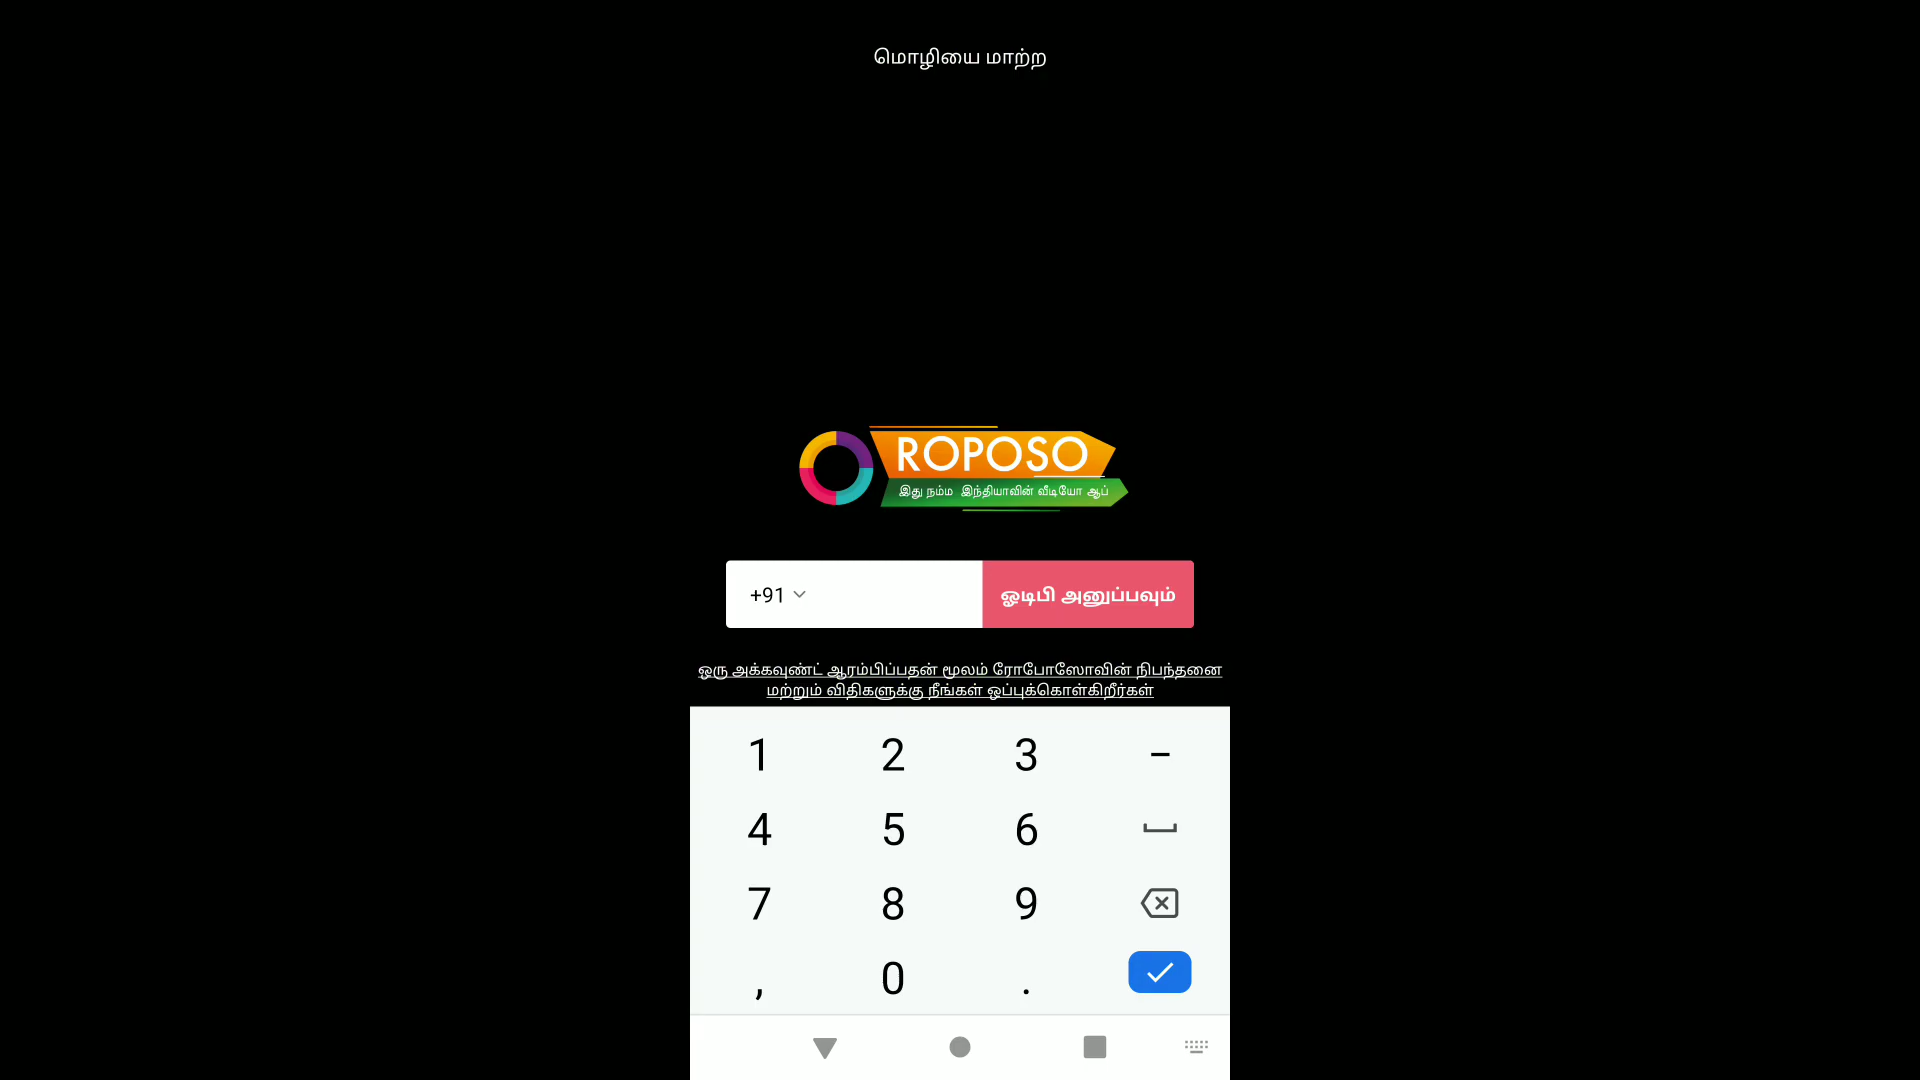 மொழியை மாற்ற
ROPOSO
இது நம்ம இந்தியாவின் வீடியோ ஆப்
+91
ஓடிபி அனுப்பவும்
ஒரு அக்கவுண்ட் ஆரம்பிப்பதன் மூலம் ரோபோஸோவின் நிபந்தனை
மற்றும் விதிகளுக்கு நீங்கள் ஒப்புக்கொள்கிறீர்கள்
1 2 3 –
4 5 6
7 8 9
, 0 .